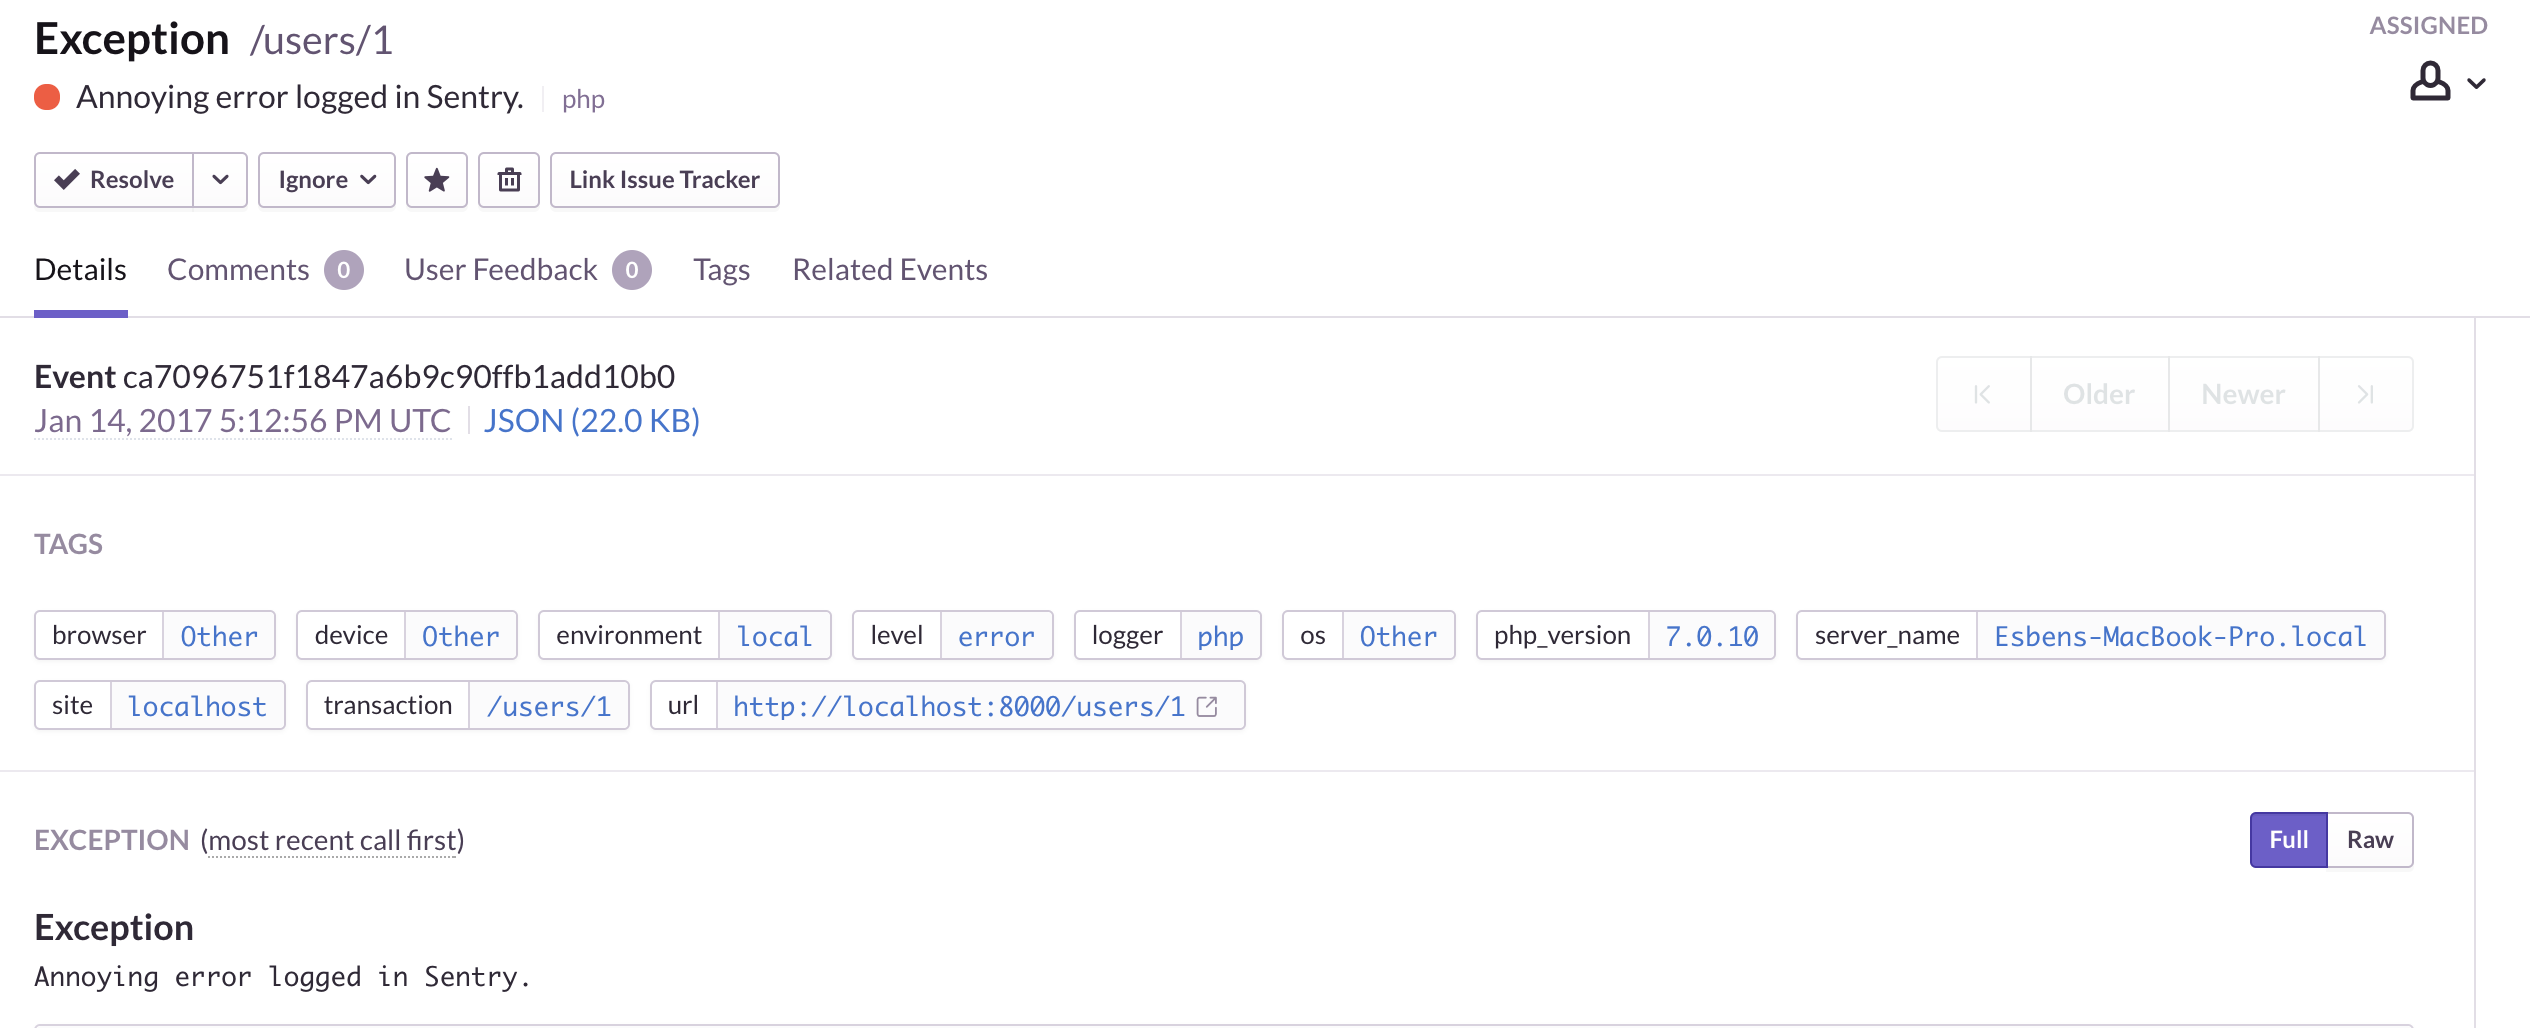 Exception /users/1
ASSIGNED
Annoying error logged in Sentry. php
Resolve Ignore Link Issue Tracker
Details Comments 0 User Feedback 0 Tags Related Events
Event ca7096751f1847a6b9c90ffb1add10b0
Jan 14, 2017 5:12:56 PM UTC JSON (22.0 KB)
Older Newer
TAGS
browser Other device Other environment local level error logger php os Other php_version 7.0.10 server_name Esbens-MacBook-Pro.local
site localhost transaction /users/1 url http://localhost:8000/users/1
EXCEPTION (most recent call first) Full Raw
Exception
Annoying error logged in Sentry.